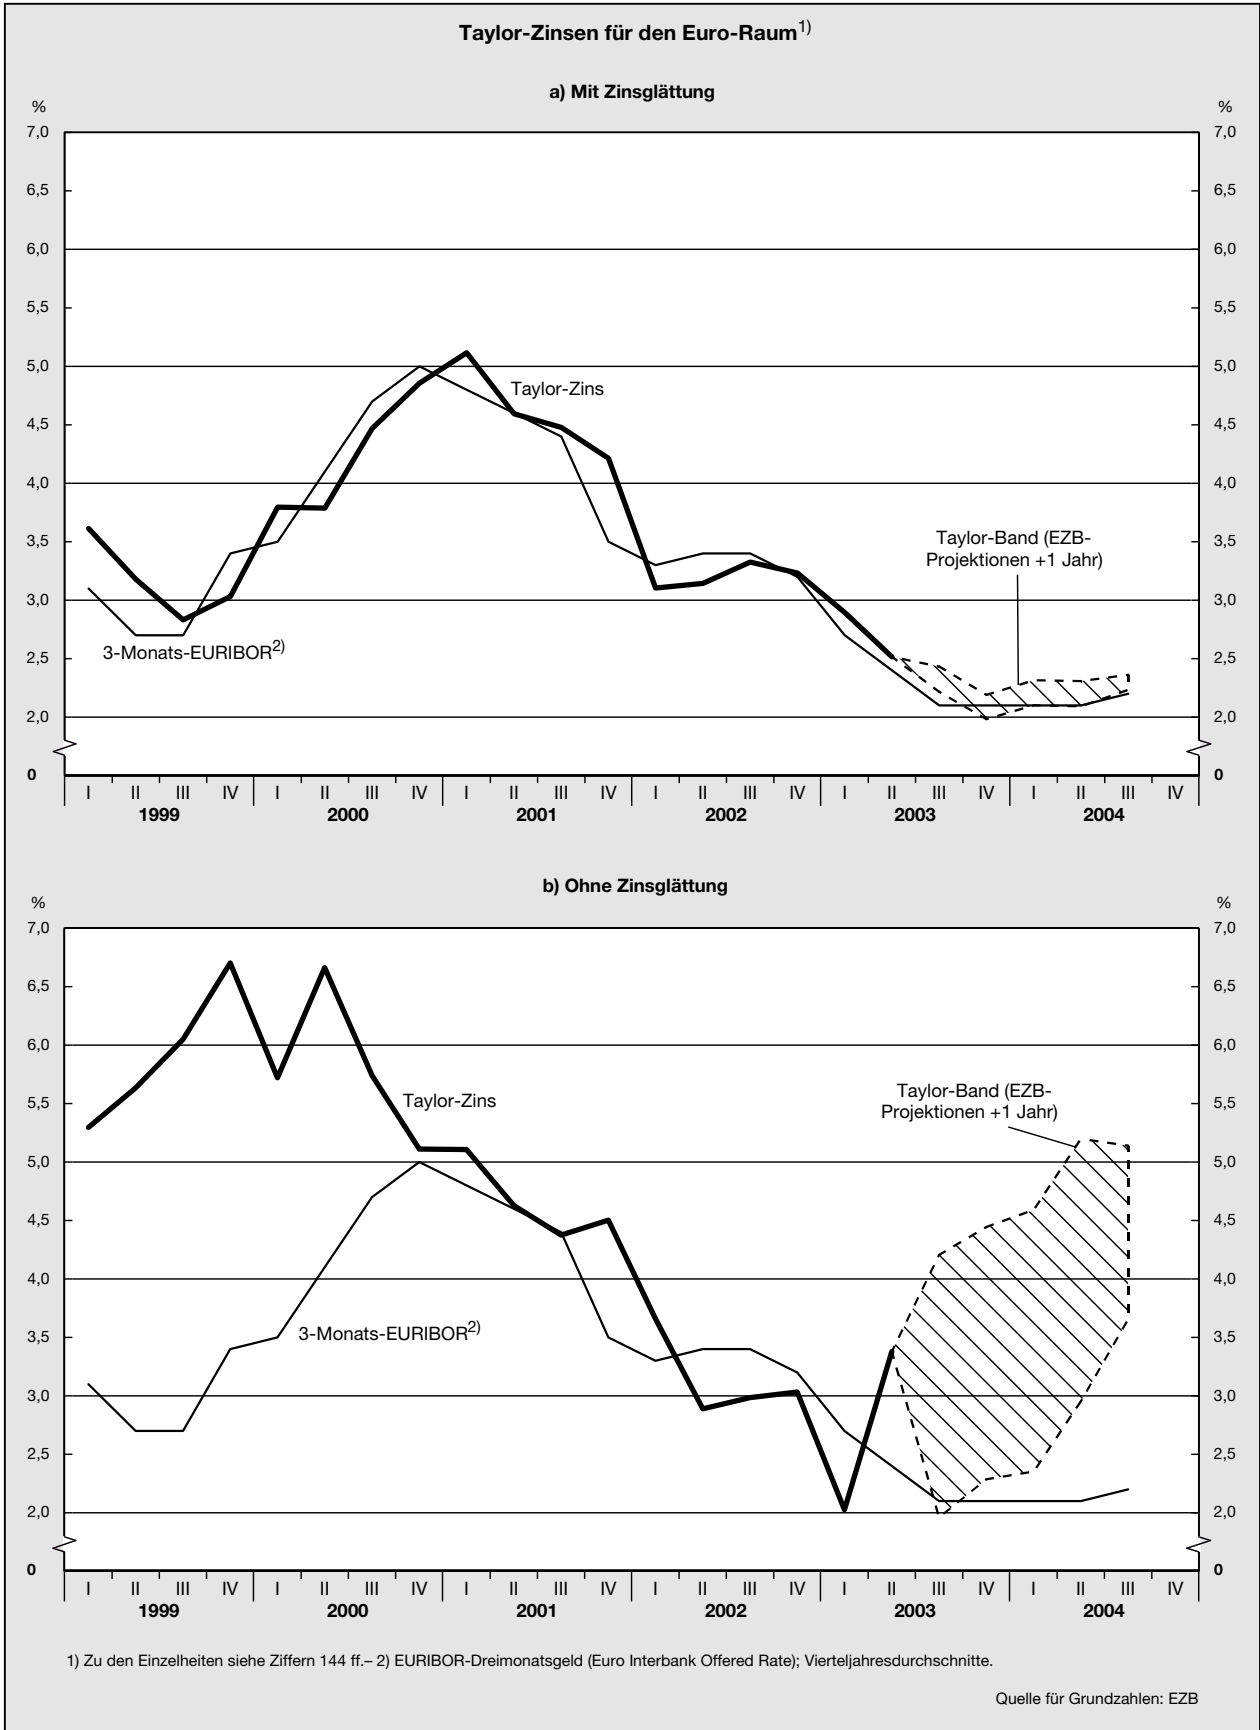 Taylor-Zinsen für den Euro-Raum1)
a) Mit Zinsglättung
% %
7,0 7,0
6,5 6,5
6,0 6,0
5,5 5,5
5,0 5,0
Taylor-Zins
4,5 4,5
4,0 4,0
Taylor-Band (EZB-
3,5 3,5
Projektionen +1 Jahr)
3,0 3,0
3-Monats-EURIBOR2)
2,5 2,5
2,0 2,0
0 0
I II III IV I II III IV I II III IV I II III IV I II III IV I II III IV
1999 2000 2001 2002 2003 2004
b) Ohne Zinsglättung
% %
7,0 7,0
6,5 6,5
6,0 6,0
Taylor-Band (EZB-
Taylor-Zins
5,5 5,5
Projektionen +1 Jahr)
5,0 5,0
4,5 4,5
4,0 4,0
3-Monats-EURIBOR2)
3,5 3,5
3,0 3,0
2,5 2,5
2,0 2,0
0 0
I II III IV I II III IV I II III IV I II III IV I II III IV I II III IV
1999 2000 2001 2002 2003 2004
1) Zu den Einzelheiten siehe Ziffern 144 ff.– 2) EURIBOR-Dreimonatsgeld (Euro Interbank Offered Rate); Vierteljahresdurchschnitte.
Quelle für Grundzahlen: EZB